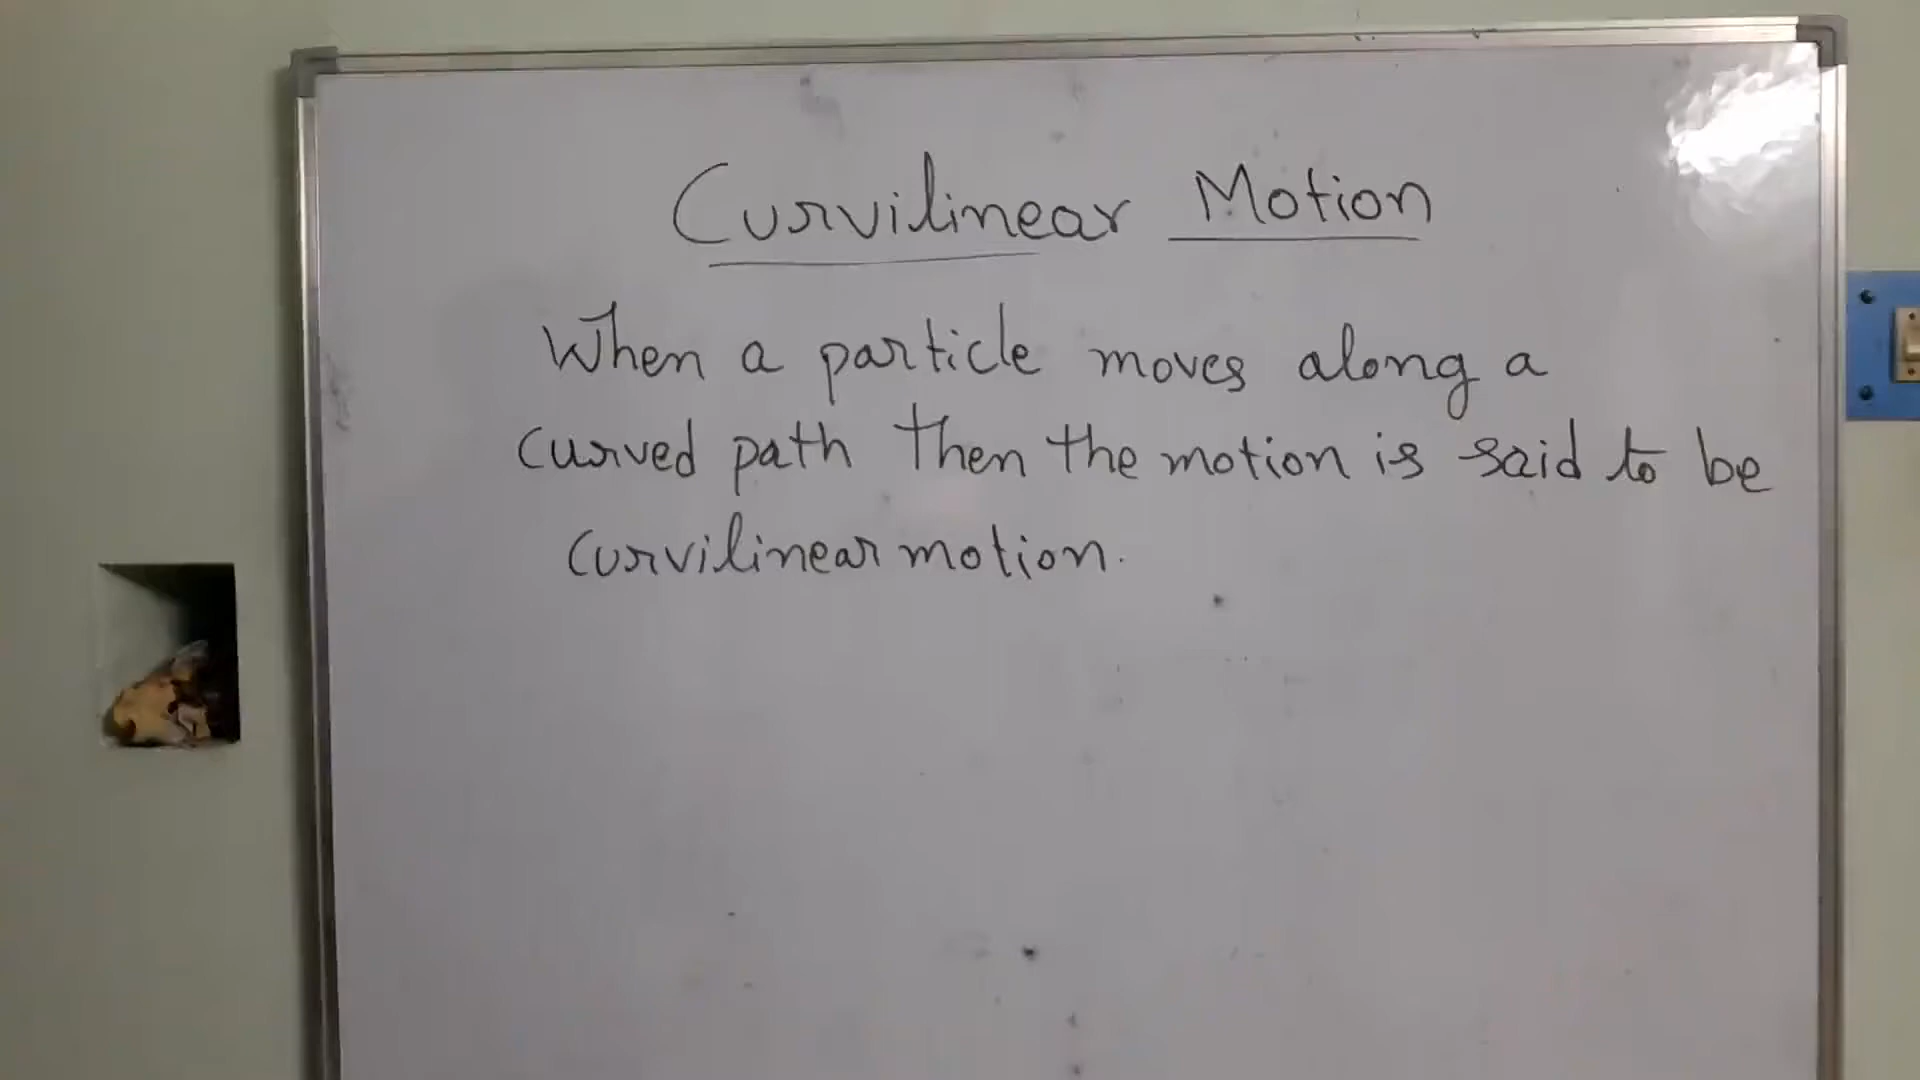 Curvilinear Motion
When a particle moves along a
curved path then the motion is said to be
curvilinear motion.